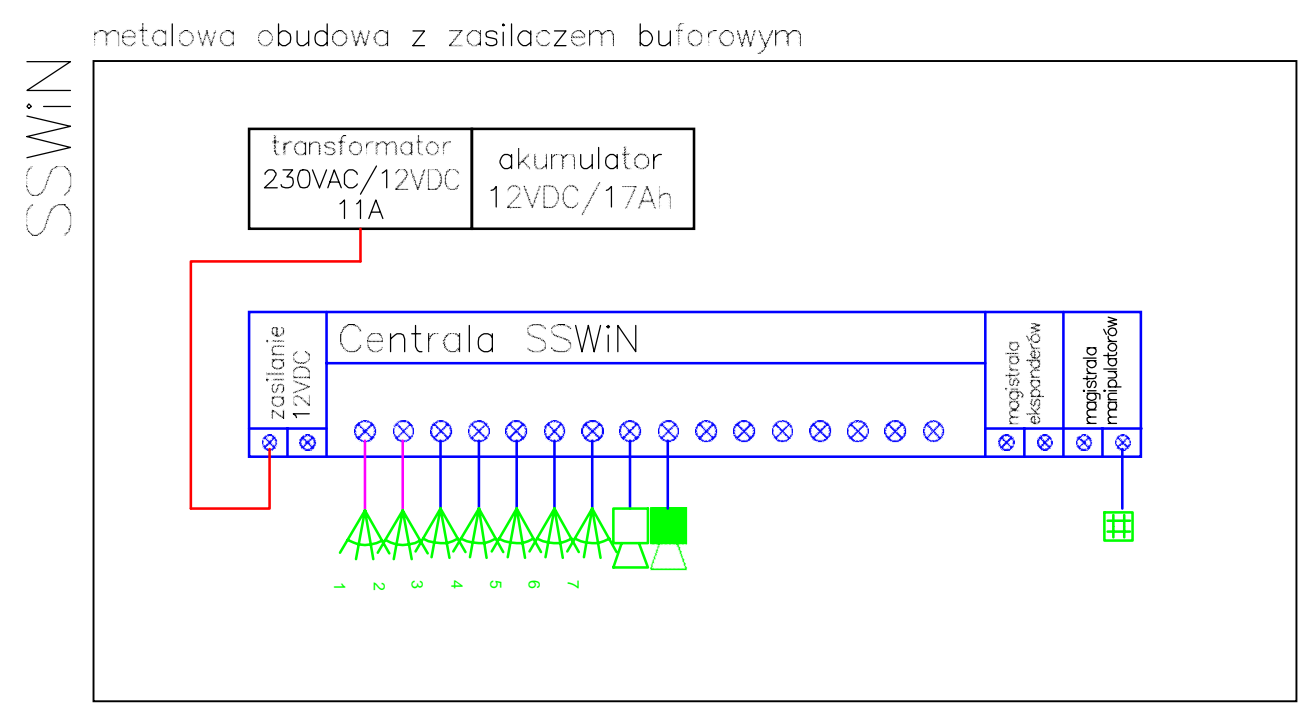 metalowa obudowa z zasilaczem buforowym
SSWiN
transformator
230VAC/12VDC
11A
akumulator
12VDC/17Ah
zasilanie
12VDC
Centrala SSWiN
magistrala
ekspanderów
magistrala
manipulatorów
1 2 3 4 5 6 7